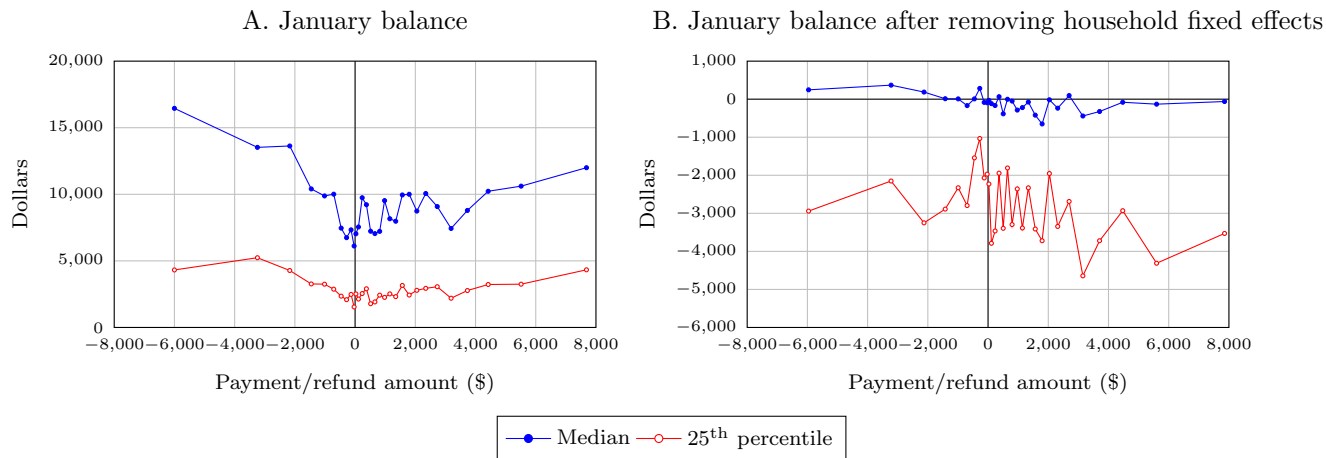 A. January balance
20,000
15,000
10,000
5,000
0
−8,000 −6,000 −4,000 −2,000 0 2,000 4,000 6,000 8,000
Dollars
Payment/refund amount ($)
B. January balance after removing household fixed effects
1,000
0
−1,000
−2,000
−3,000
−4,000
−5,000
−6,000
−8,000 −6,000 −4,000 −2,000 0 2,000 4,000 6,000 8,000
Dollars
Payment/refund amount ($)
Median 25th percentile